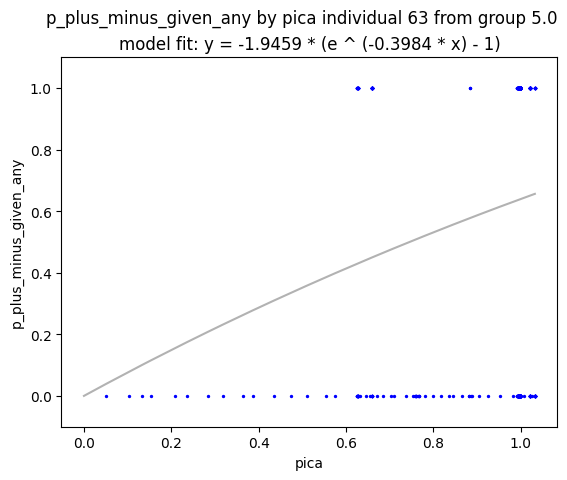 p_plus_minus_given_any by pica individual 63 from group 5.0
model fit: y = -1.9459 * (e ^ (-0.3984 * x) - 1)
1.0
0.8
0.6
0.4
0.2
0.0
p_plus_minus_given_any
0.0 0.2 0.4 0.6 0.8 1.0
pica